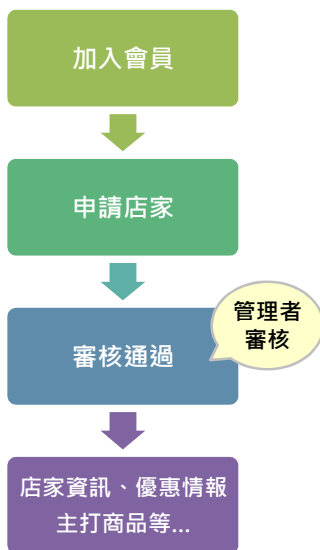 加入會員
申請店家
審核通過
管理者
審核
店家資訊、優惠情報
主打商品等...